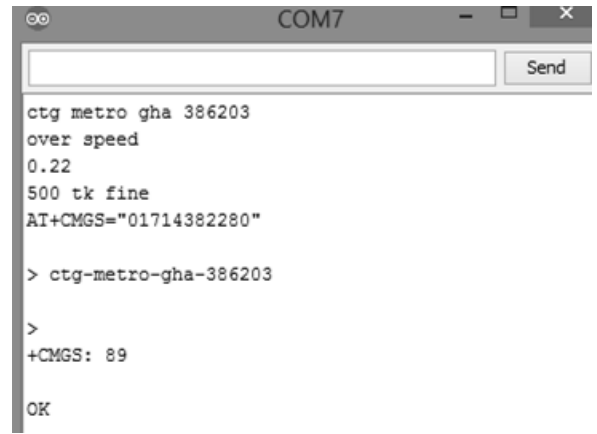 COM7
Send
ctg metro gha 386203
over speed
0.22
500 tk fine
AT+CMGS="01714382280"
> ctg-metro-gha-386203
>
+CMGS: 89
OK